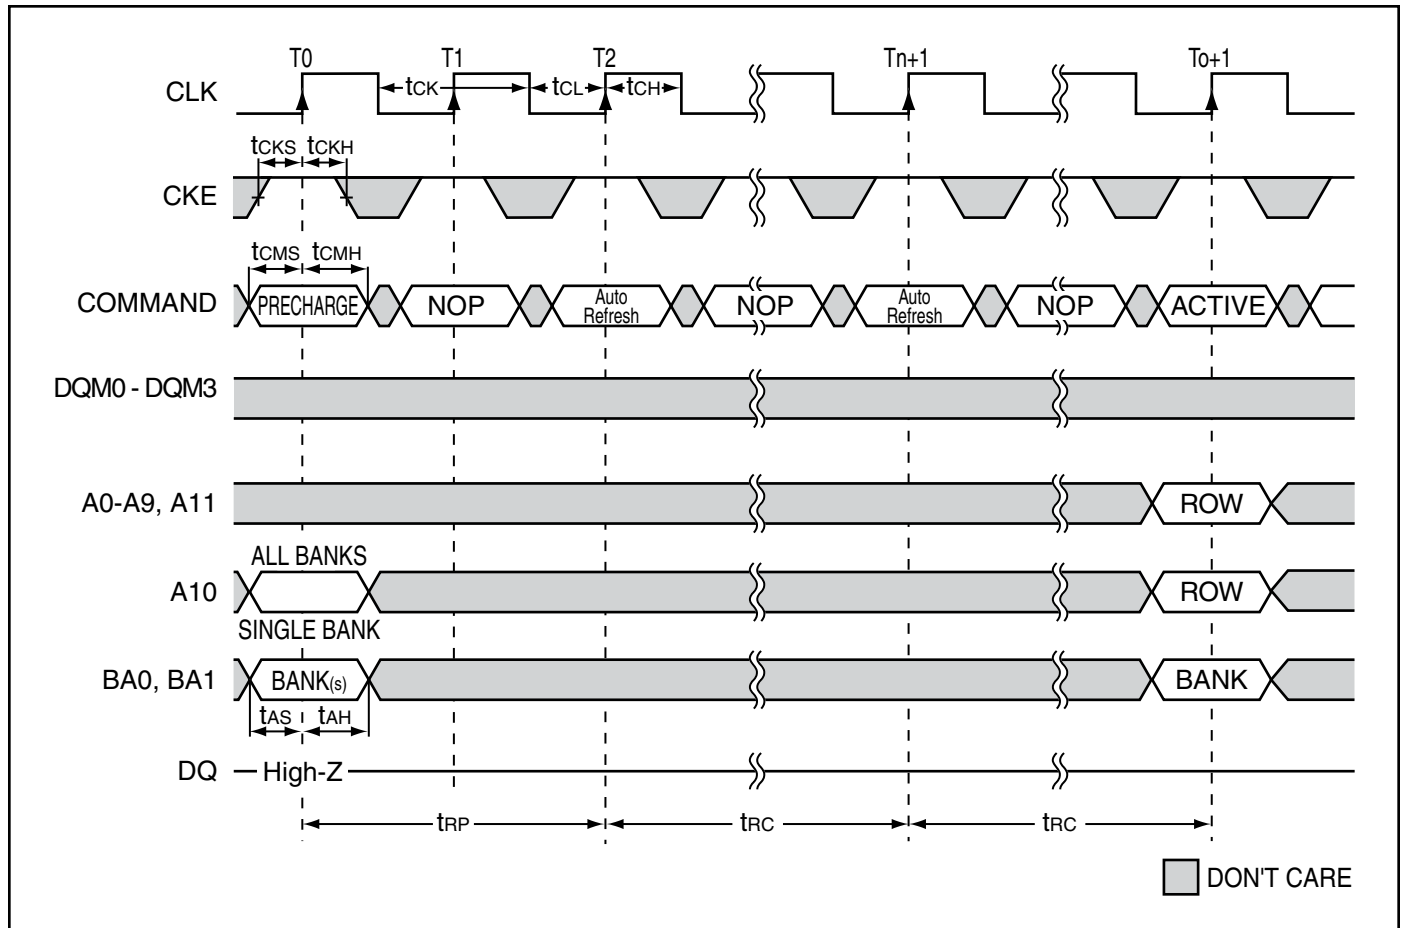 T0 T1 T2 Tn+1 To+1
CLK tCK tCL tCH
tCKS tCKH
CKE
tCMS tCMH
COMMAND PRECHARGE NOP Auto Refresh NOP Auto Refresh NOP ACTIVE
DQM0 - DQM3
A0-A9, A11 ROW
ALL BANKS
A10 ROW
SINGLE BANK
BA0, BA1 BANK(s) BANK
tAS tAH
DQ High-Z
tRP tRC tRC
DON'T CARE